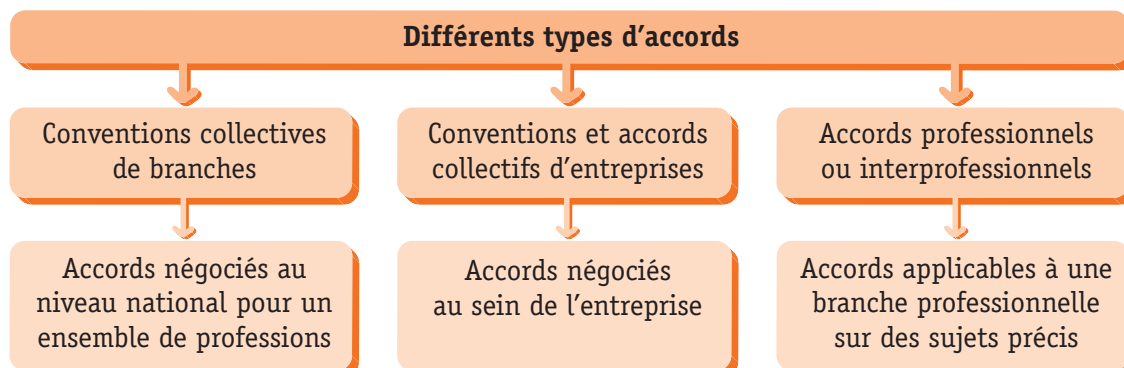 Différents types d’accords
Conventions collectives
de branches
Conventions et accords
collectifs d’entreprises
Accords professionnels
ou interprofessionnels
Accords négociés au
niveau national pour un
ensemble de professions
Accords négociés
au sein de l’entreprise
Accords applicables à une
branche professionnelle
sur des sujets précis